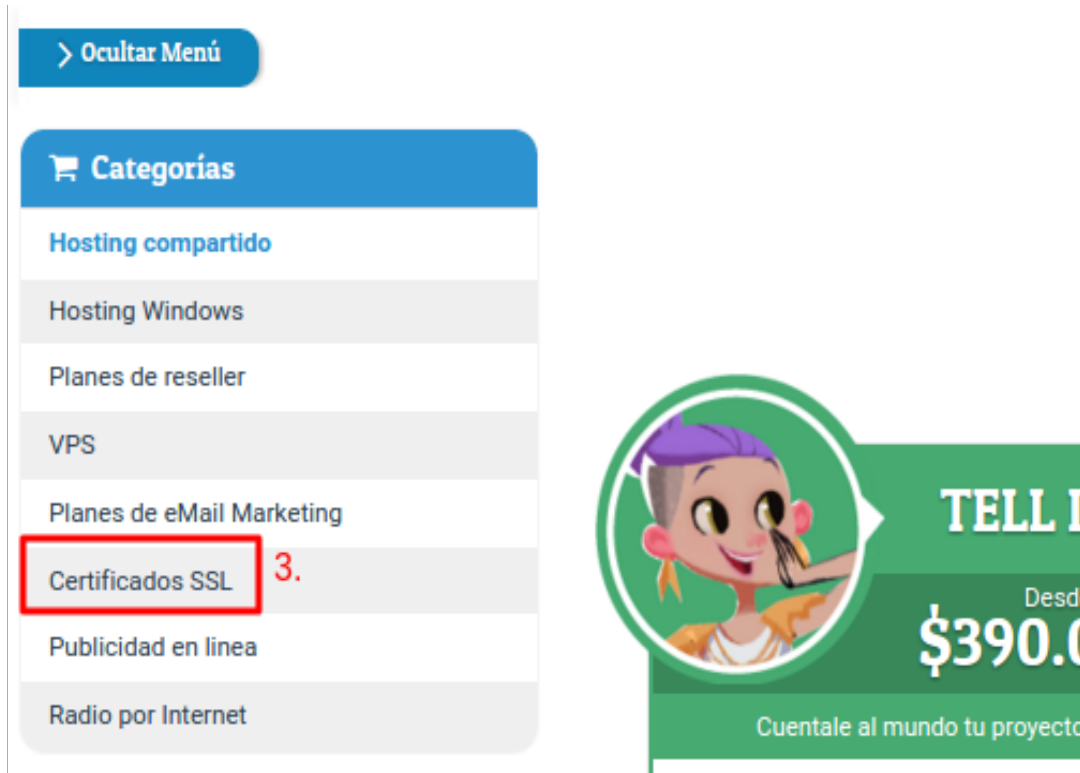 Ocultar Menú
Categorías
Hosting compartido
Hosting Windows
Planes de reseller
VPS
Planes de eMail Marketing
Certificados SSL
3.
Publicidad en linea
Radio por Internet
TELL
Desd
$390.0
Cuentale al mundo tu proyecto